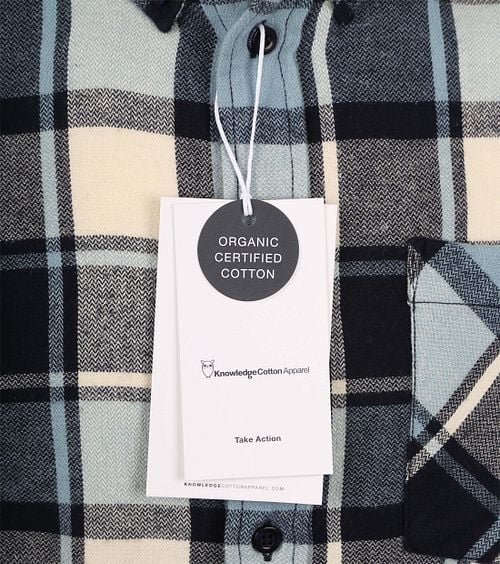 ORGANIC
CERTIFIED
COTTON
KnowledgeCotton Apparel
Take Action
KNOWLEDGECOTTONAPPAREL.COM